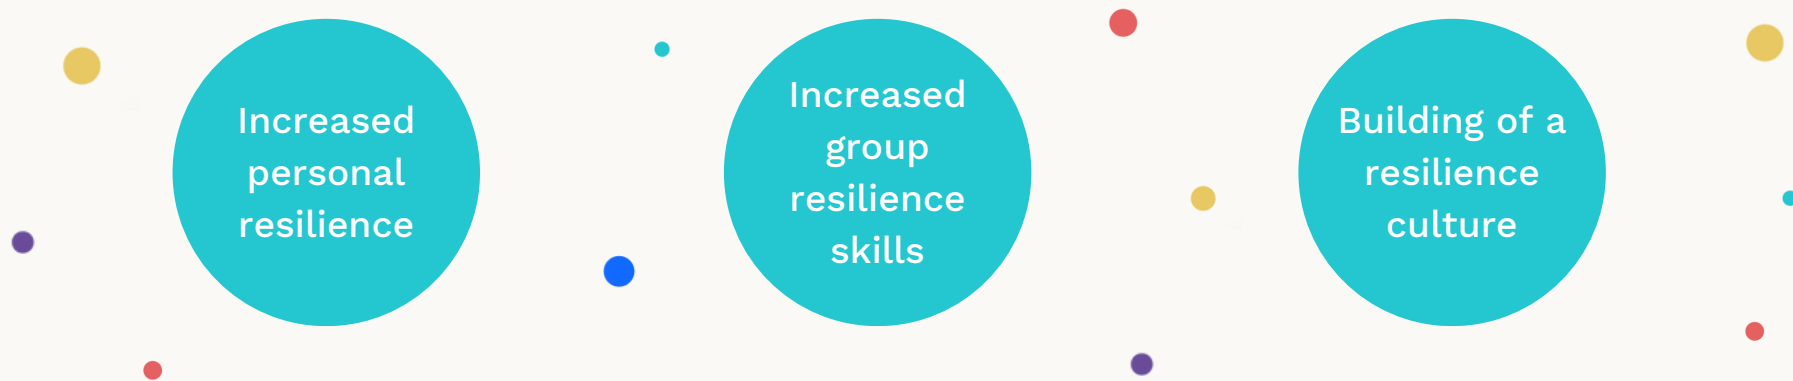 Increased
personal
resilience
Increased
group
resilience
skills
Building of a
resilience
culture